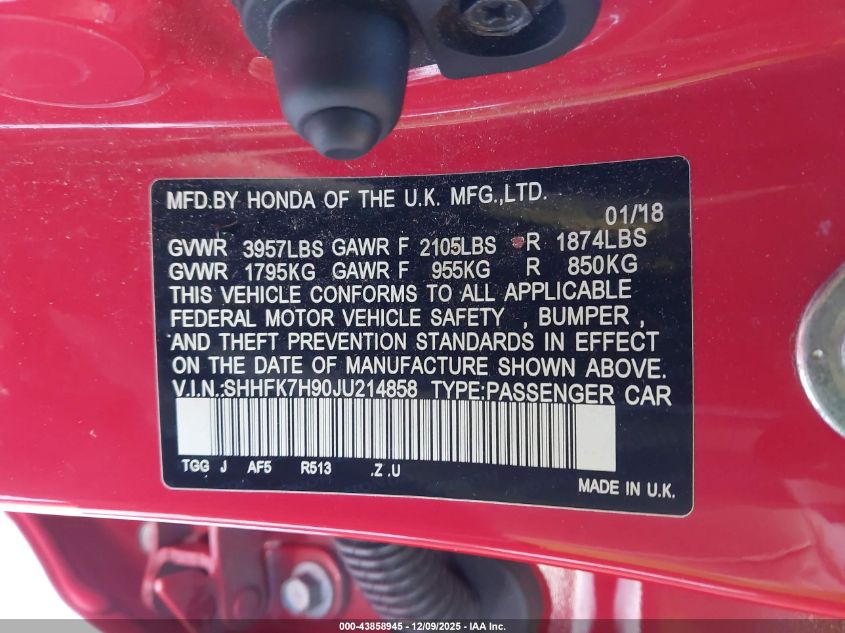 MFD.BY HONDA OF THE U.K. MFG.,LTD.
01/18
GVWR 3957LBS GAWR F 2105LBS R 1874LBS
GVWR 1795KG GAWR F 955KG R 850KG
THIS VEHICLE CONFORMS TO ALL APPLICABLE
FEDERAL MOTOR VEHICLE SAFETY , BUMPER ,
AND THEFT PREVENTION STANDARDS IN EFFECT
ON THE DATE OF MANUFACTURE SHOWN ABOVE.
V.I.N.:SHHFK7H90JU214858 TYPE:PASSENGER CAR
TGG J AF5 R513 .Z .U
MADE IN U.K.
000-43858945 - 12/09/2025 - IAA Inc.